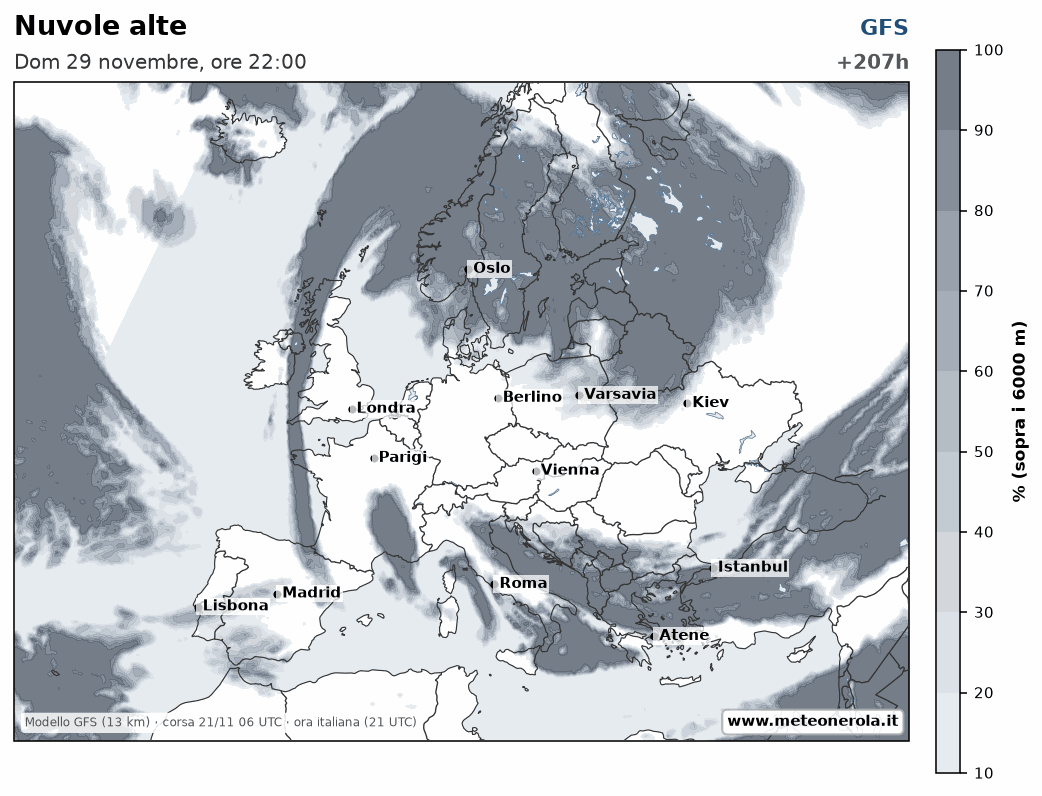 Nuvole alte
GFS
Dom 29 novembre, ore 22:00
+207h
100
90
80
70
60
50
40
30
20
10
% (sopra i 6000 m)
Oslo
Berlino
Varsavia
Kiev
Londra
Parigi
Vienna
Istanbul
Roma
Madrid
Lisbona
Atene
Modello GFS (13 km) · corsa 21/11 06 UTC · ora italiana (21 UTC)
www.meteonerola.it